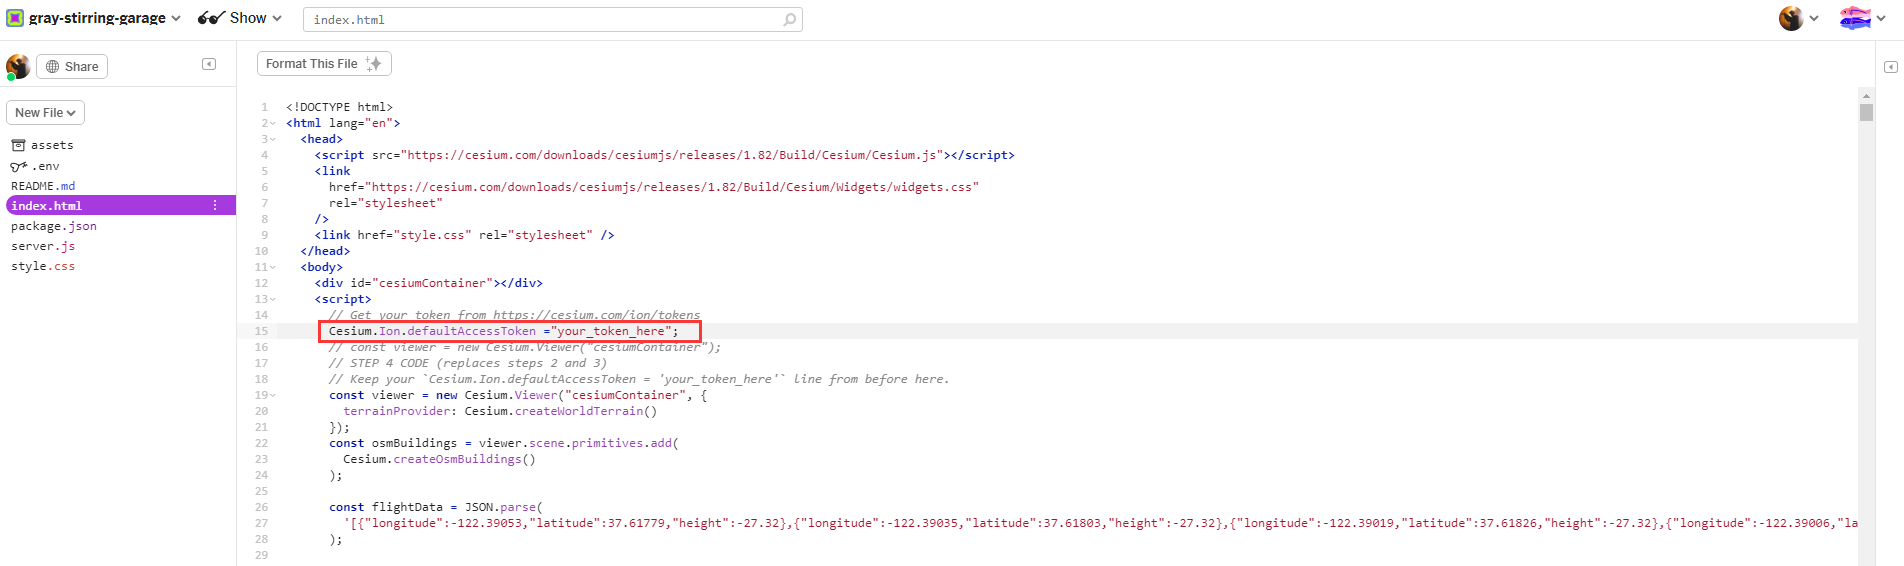 gray-stirring-garage
Show
index.html
Share
Format This File
New File
assets
.env
README.md
index.html
package.json
server.js
style.css
1 <!DOCTYPE html>
2 <html lang="en">
3 <head>
4 <script src="https://cesium.com/downloads/cesiumjs/releases/1.82/Build/Cesium/Cesium.js"></script>
5 <link
6 href="https://cesium.com/downloads/cesiumjs/releases/1.82/Build/Cesium/Widgets/widgets.css"
7 rel="stylesheet"
8 />
9 <link href="style.css" rel="stylesheet" />
10 </head>
11 <body>
12 <div id="cesiumContainer"></div>
13 <script>
14 // Get your token from https://cesium.com/ion/tokens
15 Cesium.Ion.defaultAccessToken ="your_token_here";
16 // const viewer = new Cesium.Viewer("cesiumContainer");
17 // STEP 4 CODE (replaces steps 2 and 3)
18 // Keep your `Cesium.Ion.defaultAccessToken = 'your_token_here'` line from before here.
19 const viewer = new Cesium.Viewer("cesiumContainer", {
20 terrainProvider: Cesium.createWorldTerrain()
21 });
22 const osmBuildings = viewer.scene.primitives.add(
23 Cesium.createOsmBuildings()
24 );
25
26 const flightData = JSON.parse(
27 '[{"longitude":-122.39053,"latitude":37.61779,"height":-27.32},{"longitude":-122.39035,"latitude":37.61803,"height":-27.32},{"longitude":-122.39019,"latitude":37.61826,"height":-27.32},{"longitude":-122.39006,"la
28 );
29